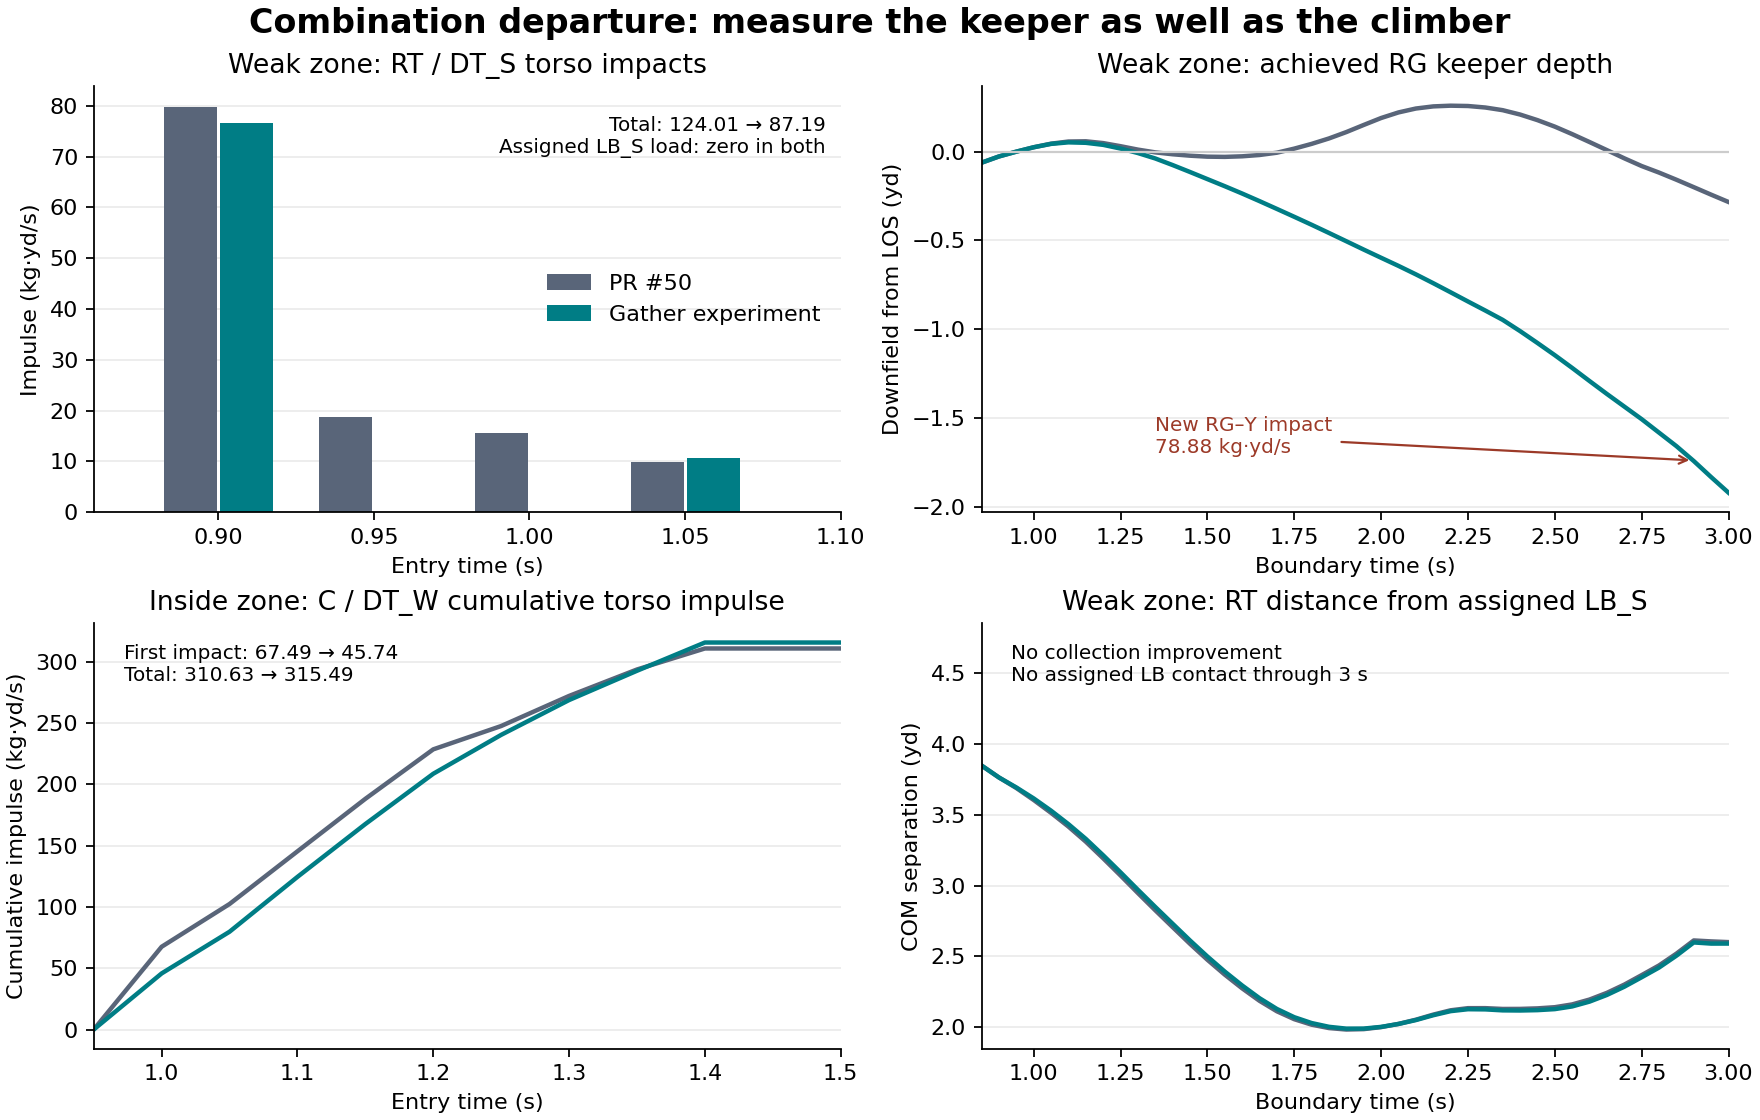 Combination departure: measure the keeper as well as the climber
Weak zone: RT / DT_S torso impacts
Impulse (kg·yd/s)
80
70
60
50
40
30
20
10
0
Total: 124.01 → 87.19
Assigned LB_S load: zero in both
PR #50
Gather experiment
0.90
0.95
1.00
1.05
1.10
Entry time (s)
Weak zone: achieved RG keeper depth
Downfield from LOS (yd)
0.0
−0.5
−1.0
−1.5
−2.0
New RG–Y impact
78.88 kg·yd/s
1.00
1.25
1.50
1.75
2.00
2.25
2.50
2.75
3.00
Boundary time (s)
Inside zone: C / DT_W cumulative torso impulse
Cumulative impulse (kg·yd/s)
300
250
200
150
100
50
0
First impact: 67.49 → 45.74
Total: 310.63 → 315.49
1.0
1.1
1.2
1.3
1.4
1.5
Entry time (s)
Weak zone: RT distance from assigned LB_S
COM separation (yd)
4.5
4.0
3.5
3.0
2.5
2.0
No collection improvement
No assigned LB contact through 3 s
1.00
1.25
1.50
1.75
2.00
2.25
2.50
2.75
3.00
Boundary time (s)